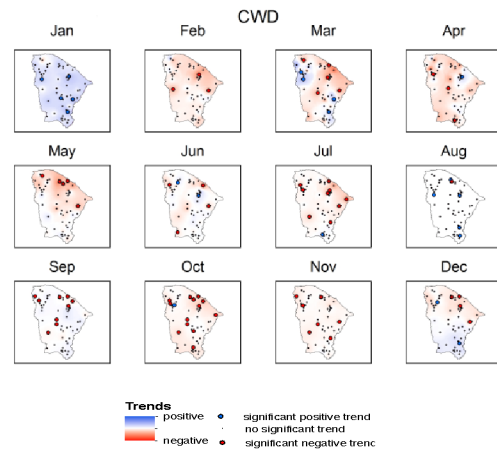 CWD
Jan Feb Mar Apr
May Jun Jul Aug
Sep Oct Nov Dec
Trends
positive significant positive trend
no significant trend
negative significant negative trend